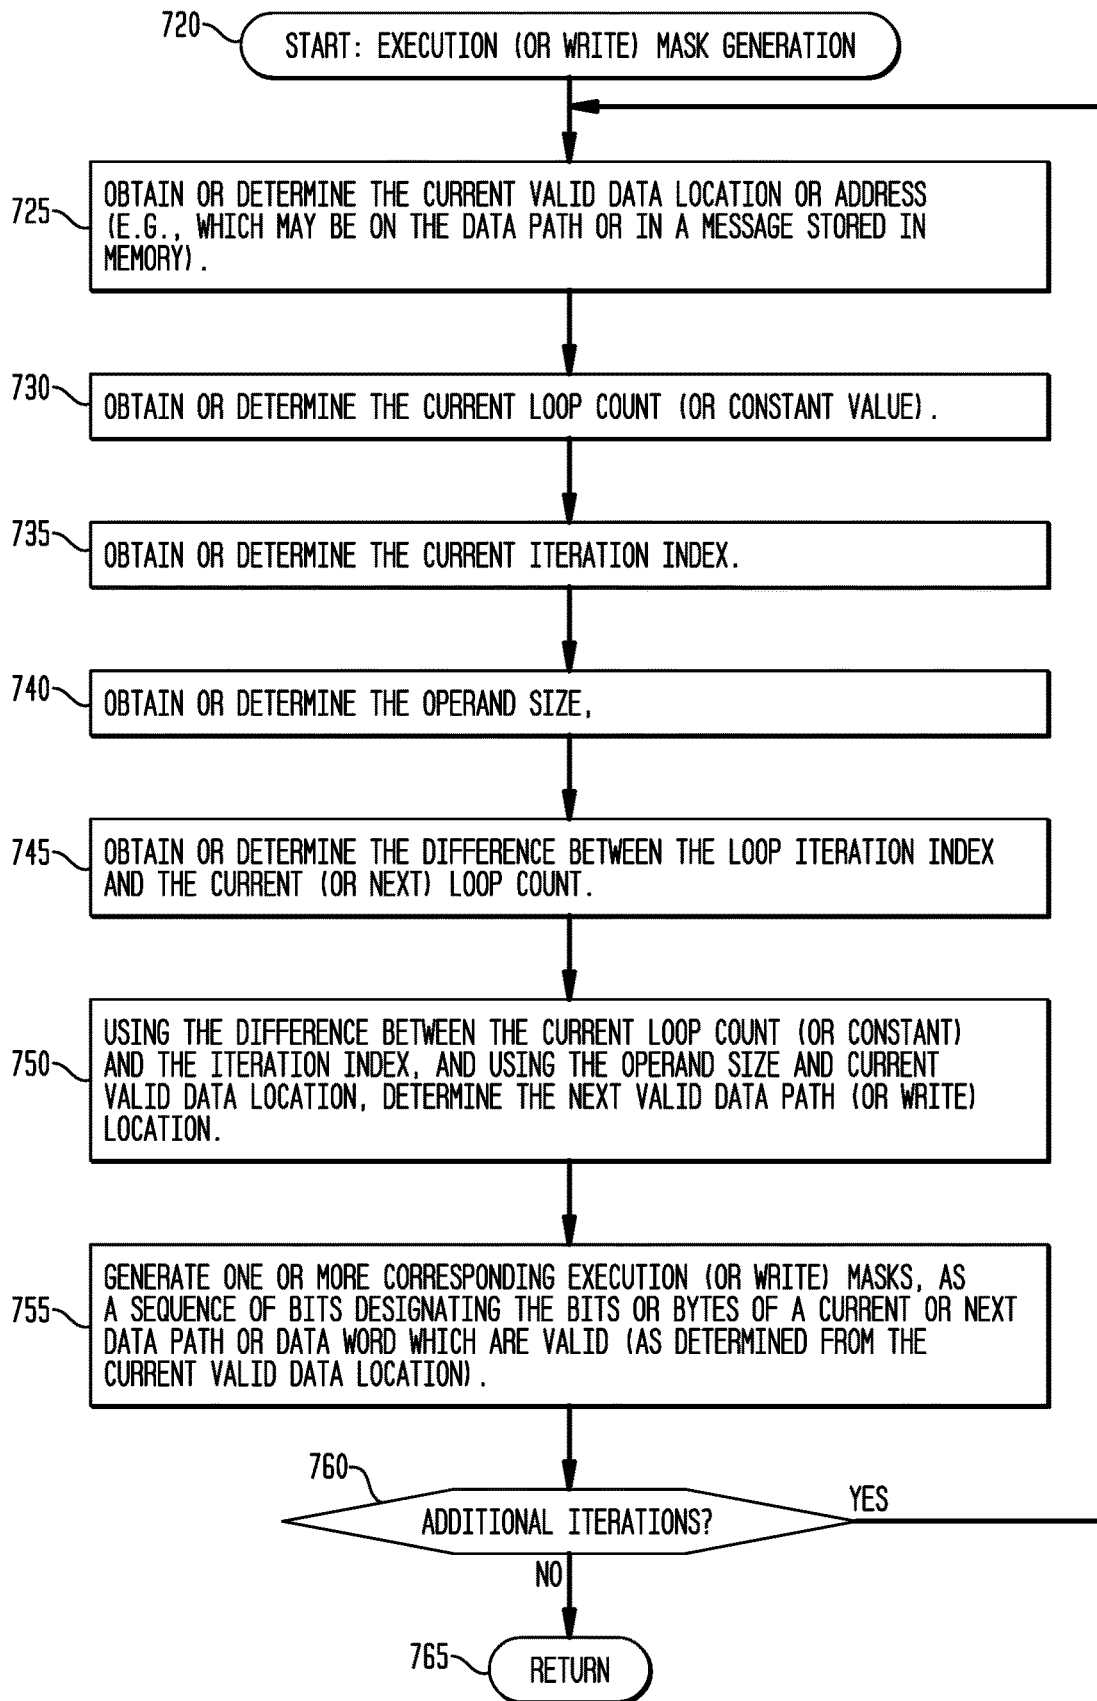 720
START: EXECUTION (OR WRITE) MASK GENERATION
725
OBTAIN OR DETERMINE THE CURRENT VALID DATA LOCATION OR ADDRESS
(E.G., WHICH MAY BE ON THE DATA PATH OR IN A MESSAGE STORED IN
MEMORY).
730
OBTAIN OR DETERMINE THE CURRENT LOOP COUNT (OR CONSTANT VALUE).
735
OBTAIN OR DETERMINE THE CURRENT ITERATION INDEX.
740
OBTAIN OR DETERMINE THE OPERAND SIZE,
745
OBTAIN OR DETERMINE THE DIFFERENCE BETWEEN THE LOOP ITERATION INDEX
AND THE CURRENT (OR NEXT) LOOP COUNT.
750
USING THE DIFFERENCE BETWEEN THE CURRENT LOOP COUNT (OR CONSTANT)
AND THE ITERATION INDEX, AND USING THE OPERAND SIZE AND CURRENT
VALID DATA LOCATION, DETERMINE THE NEXT VALID DATA PATH (OR WRITE)
LOCATION.
755
GENERATE ONE OR MORE CORRESPONDING EXECUTION (OR WRITE) MASKS, AS
A SEQUENCE OF BITS DESIGNATING THE BITS OR BYTES OF A CURRENT OR NEXT
DATA PATH OR DATA WORD WHICH ARE VALID (AS DETERMINED FROM THE
CURRENT VALID DATA LOCATION).
760
ADDITIONAL ITERATIONS?
YES
NO
765
RETURN